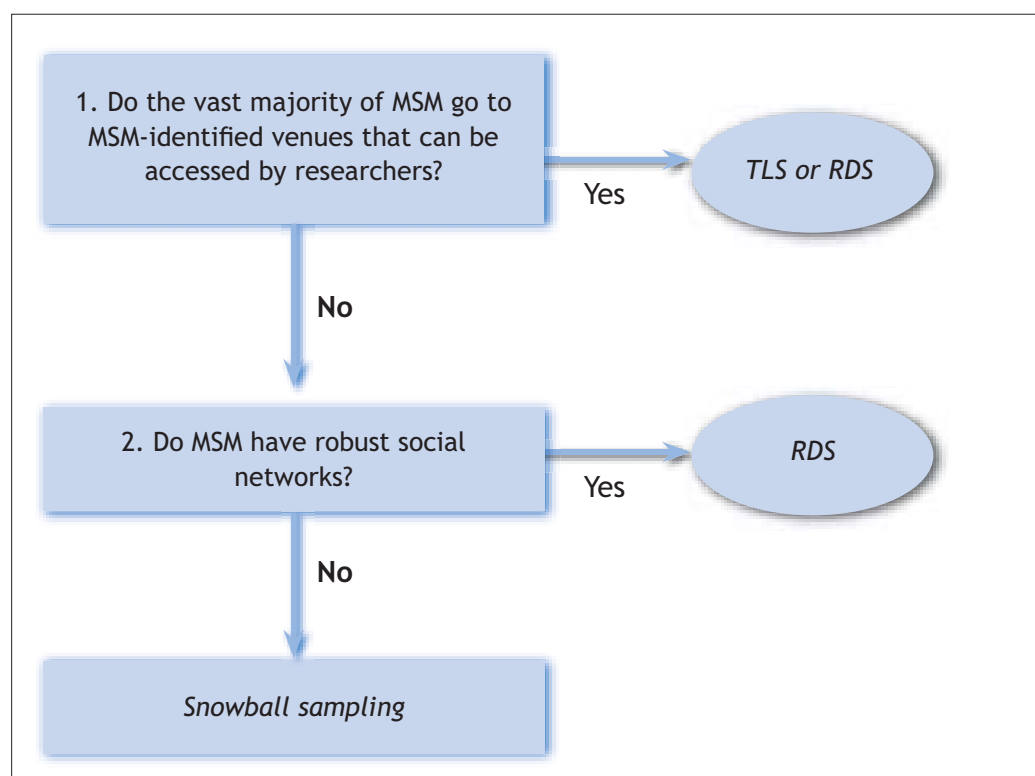 1. Do the vast majority of MSM go to
MSM-identified venues that can be
accessed by researchers?
Yes
TLS or RDS
No
2. Do MSM have robust social
networks?
Yes
RDS
No
Snowball sampling